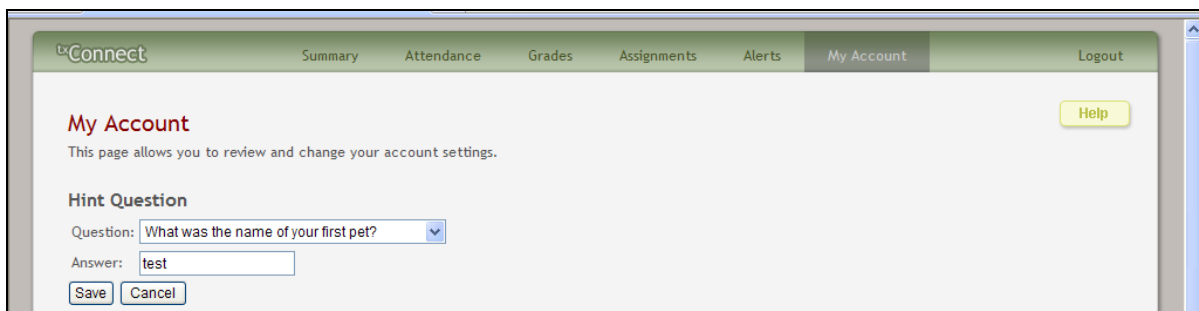 txConnect Summary Attendance Grades Assignments Alerts My Account Logout
Help
My Account
This page allows you to review and change your account settings.
Hint Question
Question: What was the name of your first pet?
Answer: test
Save Cancel